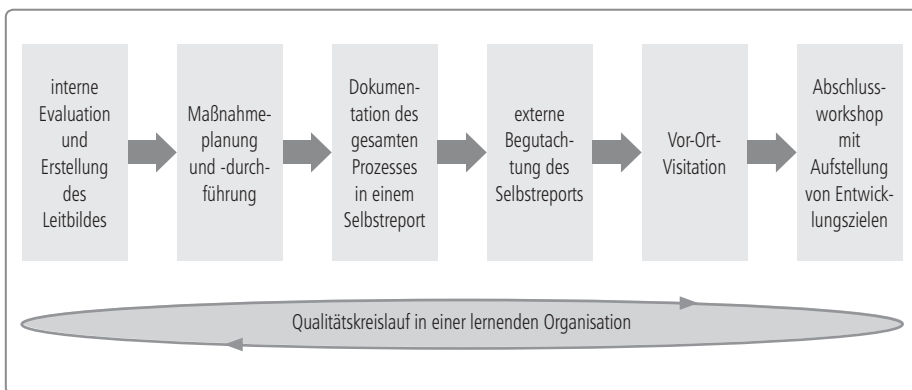 interne
Evaluation
und
Erstellung
des
Leitbildes
Maßnahme-
planung
und -durch-
führung
Dokumen-
tation des
gesamten
Prozesses
in einem
Selbstreport
externe
Begutach-
tung des
Selbstreports
Vor-Ort-
Visitation
Abschluss-
workshop
mit
Aufstellung
von Entwick-
lungszielen
Qualitätskreislauf in einer lernenden Organisation